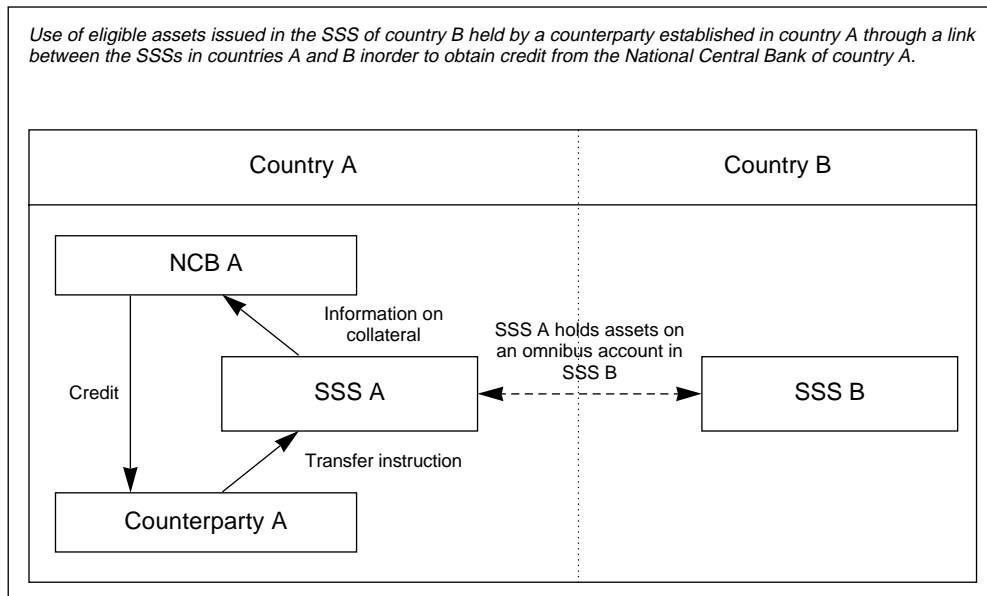 Use of eligible assets issued in the SSS of country B held by a counterparty established in country A through a link
between the SSSs in countries A and B inorder to obtain credit from the National Central Bank of country A.
Country A
Country B
NCB A
Information on
collateral
SSS A holds assets on
an omnibus account in
SSS B
Credit
SSS A
SSS B
Transfer instruction
Counterparty A